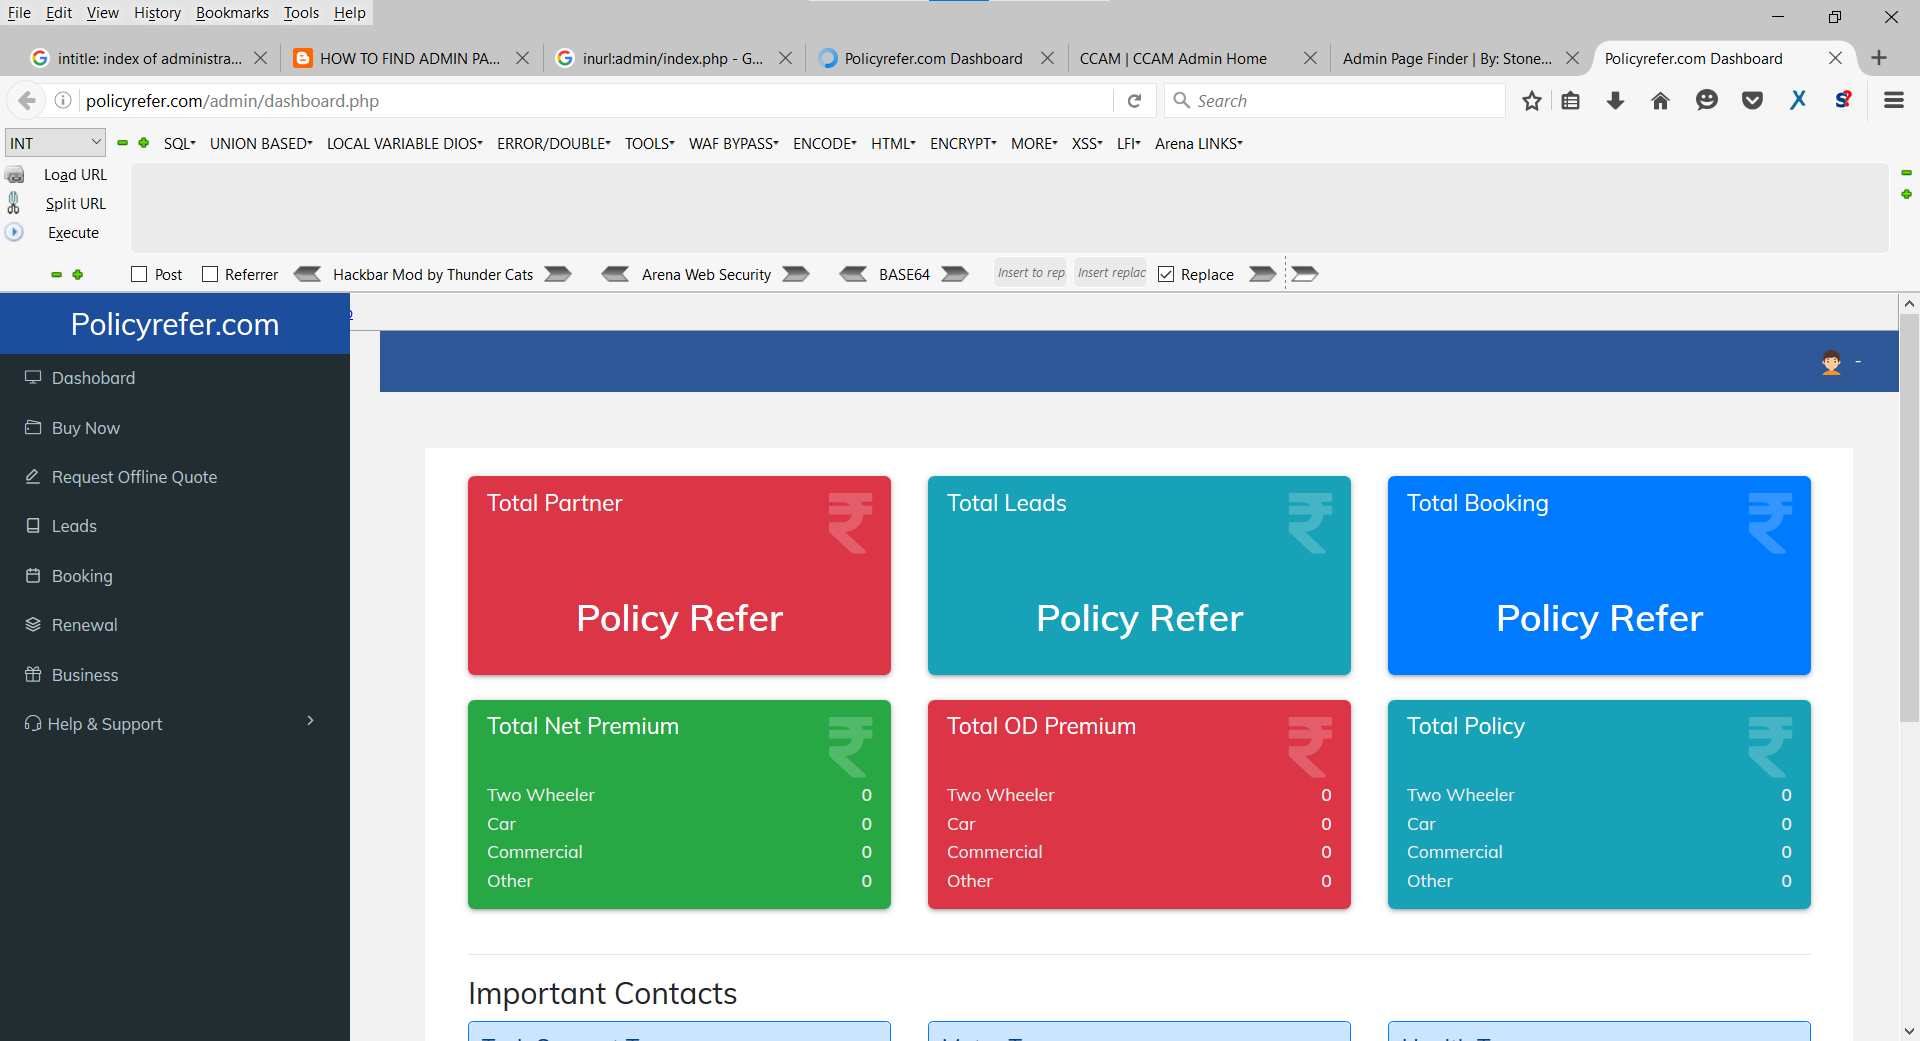 File Edit View History Bookmarks Tools Help
intitle: index of administra... HOW TO FIND ADMIN PA... inurl:admin/index.php - G... Policyrefer.com Dashboard CCAM | CCAM Admin Home Admin Page Finder | By: Stone... Policyrefer.com Dashboard
policyrefer.com/admin/dashboard.php Search
INT SQL UNION BASED LOCAL VARIABLE DIOS ERROR/DOUBLE TOOLS WAF BYPASS ENCODE HTML ENCRYPT MORE XSS LFI Arena LINKS
Load URL
Split URL
Execute
Post Referrer Hackbar Mod by Thunder Cats Arena Web Security BASE64 Insert to rep Insert replac Replace
Policyrefer.com
Dashobard
Buy Now
Request Offline Quote
Leads
Booking
Renewal
Business
Help & Support
-
Total Partner ₹
Policy Refer
Total Leads ₹
Policy Refer
Total Booking ₹
Policy Refer
Total Net Premium ₹
Two Wheeler 0
Car 0
Commercial 0
Other 0
Total OD Premium ₹
Two Wheeler 0
Car 0
Commercial 0
Other 0
Total Policy ₹
Two Wheeler 0
Car 0
Commercial 0
Other 0
Important Contacts